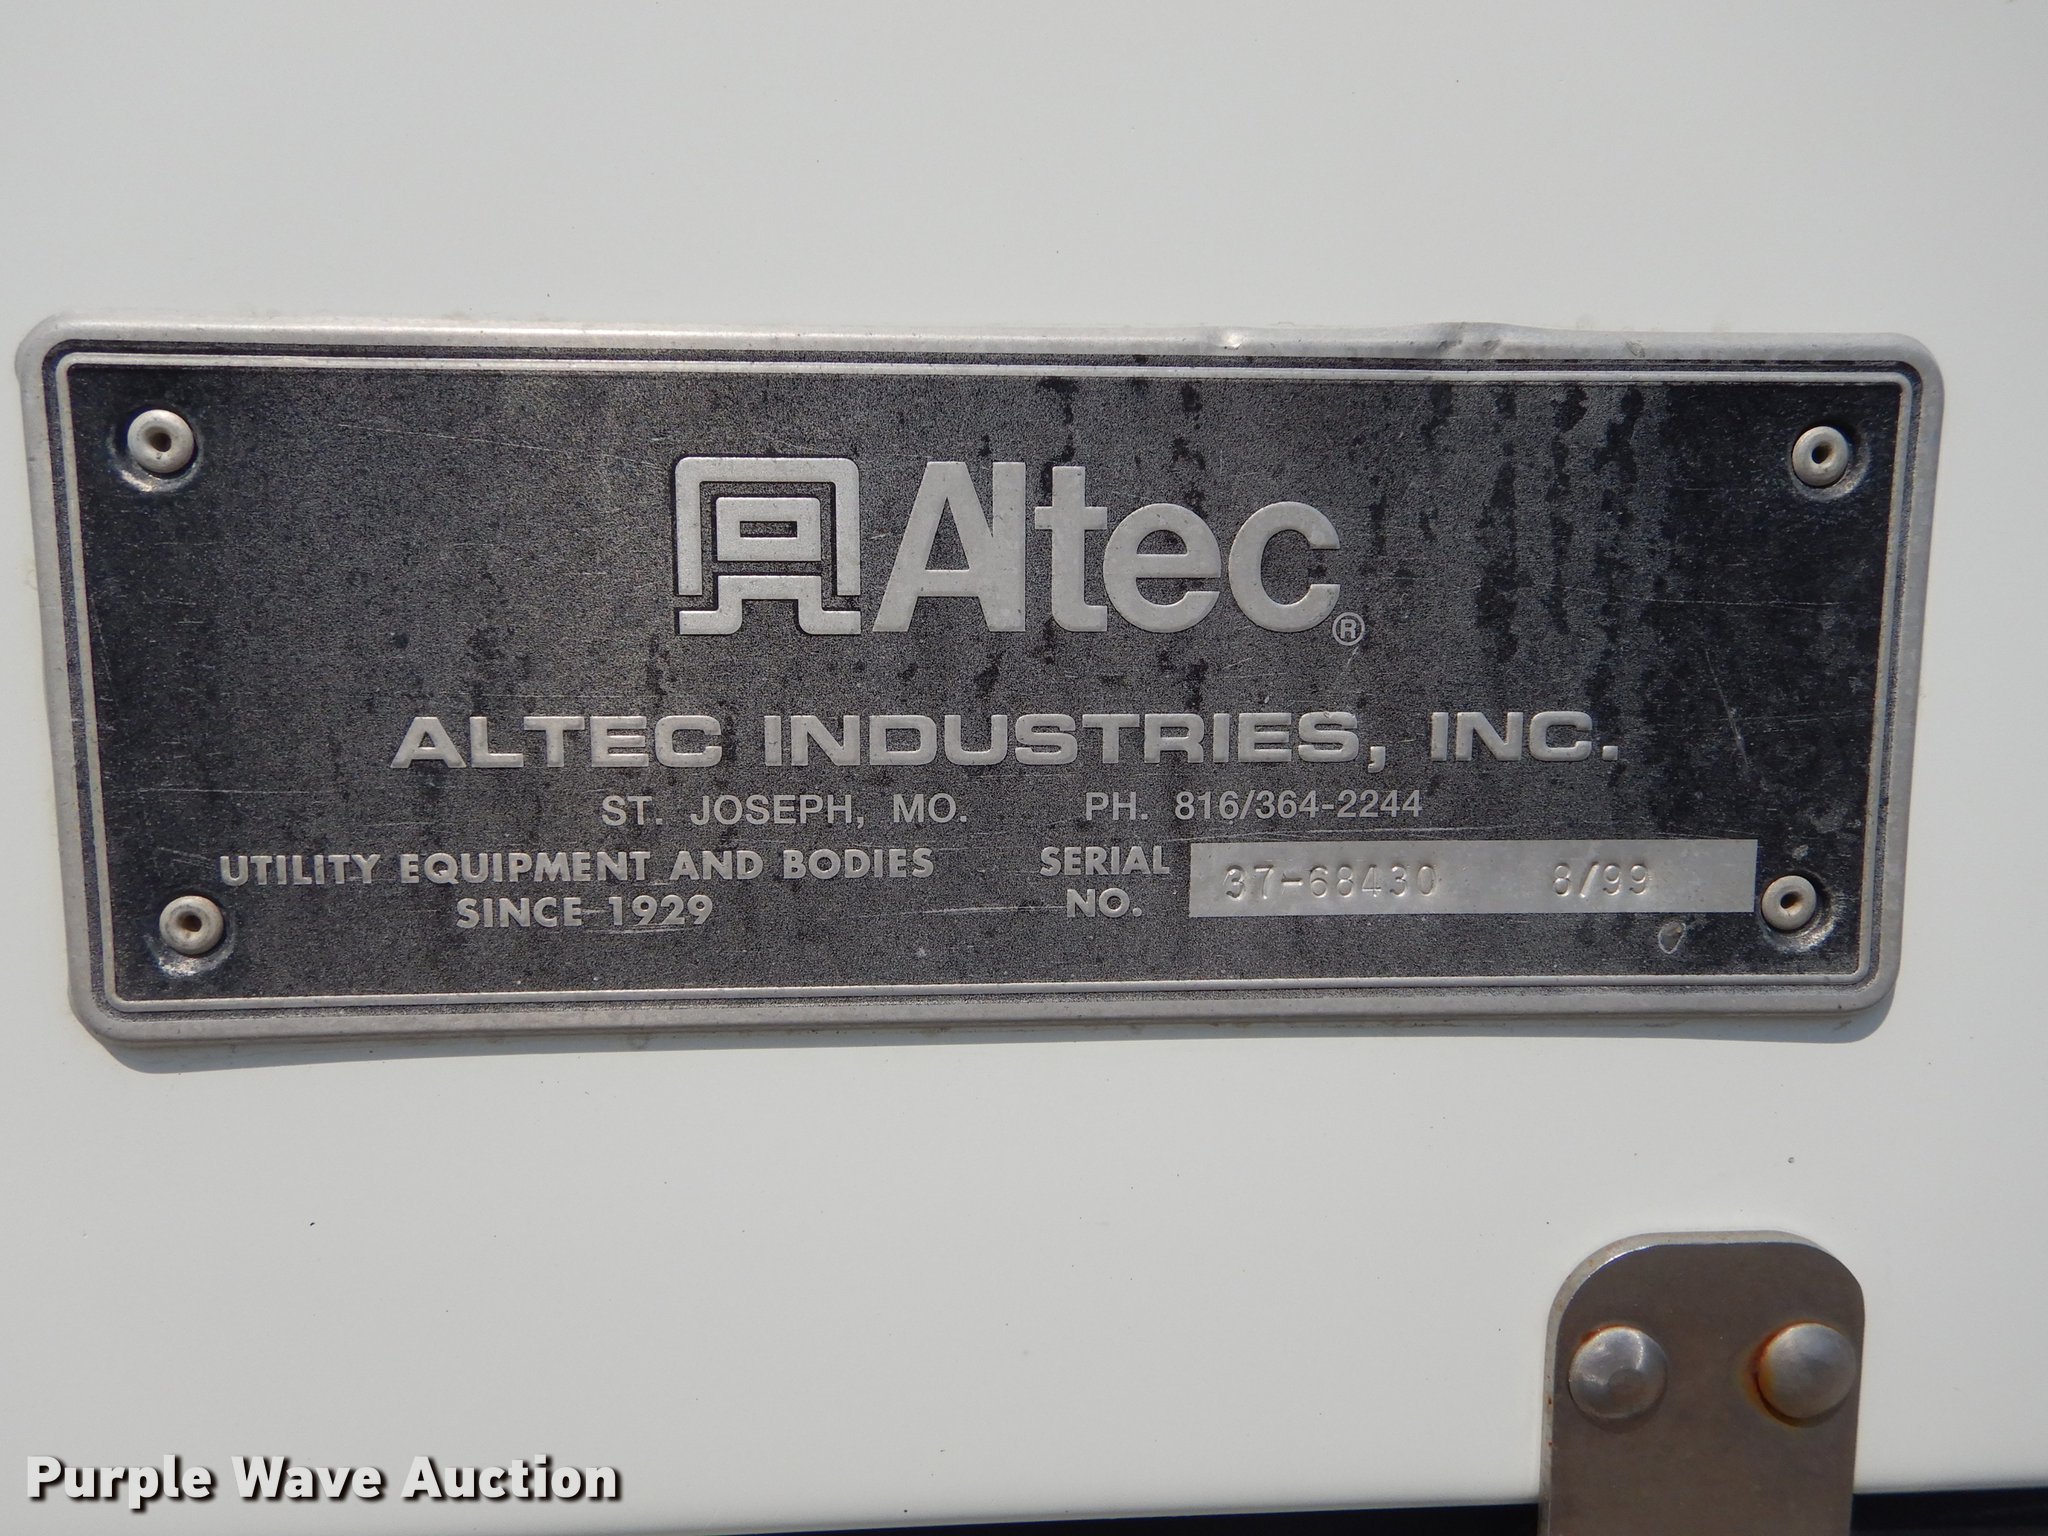 Altec®
ALTEC INDUSTRIES, INC.
ST. JOSEPH, MO. PH. 816/364-2244
UTILITY EQUIPMENT AND BODIES
SINCE 1929
SERIAL
NO.
37-68430 8/99
Purple Wave Auction